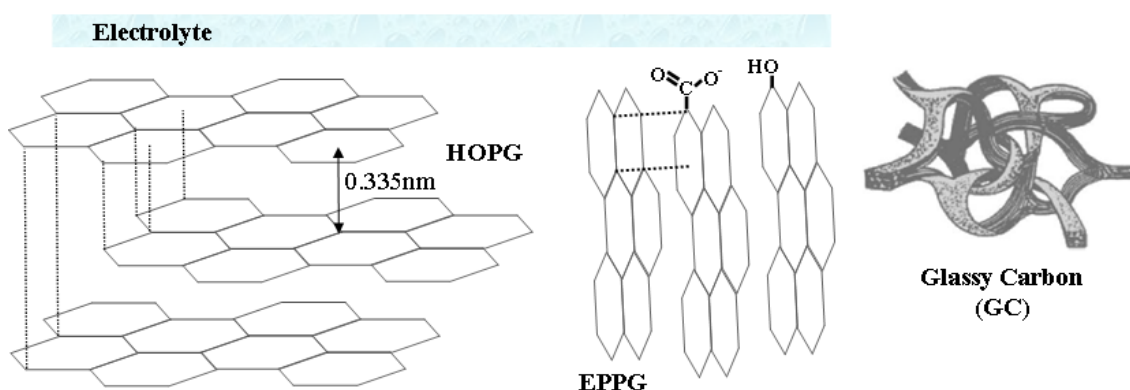 Electrolyte
HOPG
0.335nm
O
O-
C
HO
EPPG
Glassy Carbon
(GC)